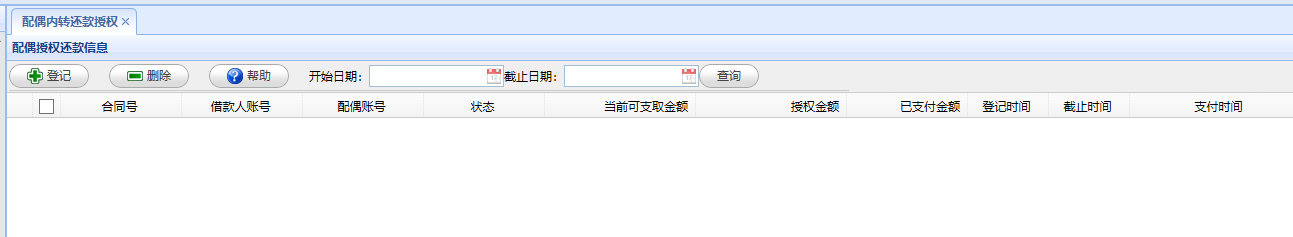 配偶内转还款授权
配偶授权还款信息
登记 删除 帮助 开始日期: 截止日期: 查询
合同号 借款人账号 配偶账号 状态 当前可支取金额 授权金额 已支付金额 登记时间 截止时间 支付时间